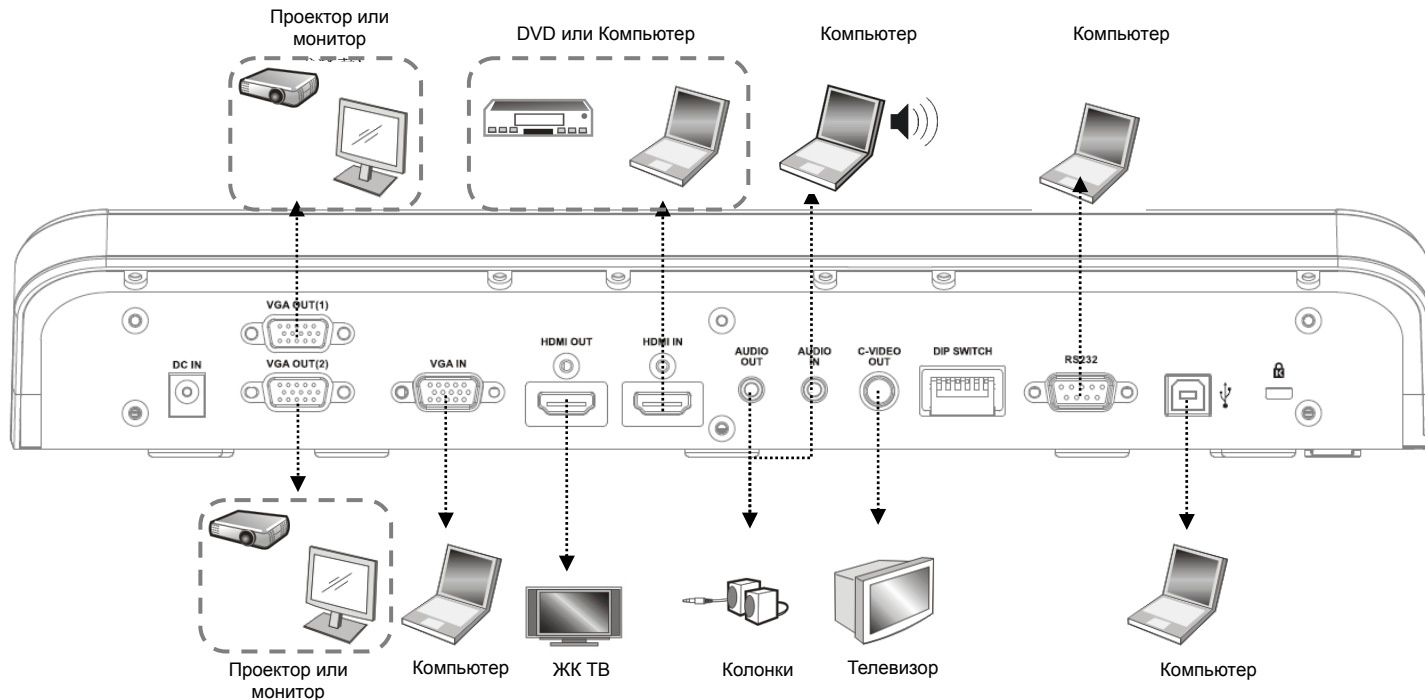 Проектор или
монитор
DVD или Компьютер
Компьютер
Компьютер
VGA OUT(1)
DC IN
VGA OUT(2)
VGA IN
HDMI OUT
HDMI IN
AUDIO
OUT
AUDIO
IN
C-VIDEO
OUT
DIP SWITCH
RS232
Проектор или
монитор
Компьютер
ЖК ТВ
Колонки
Телевизор
Компьютер